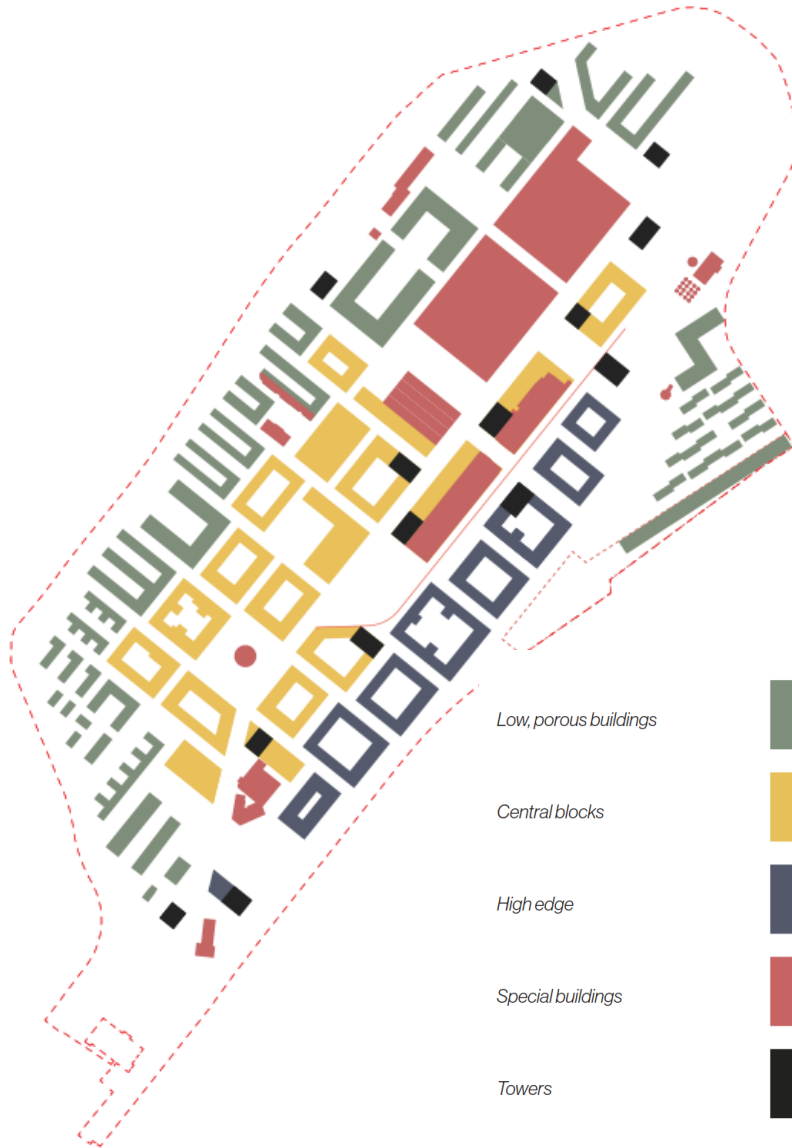 Low, porous buildings
Central blocks
High edge
Special buildings
Towers